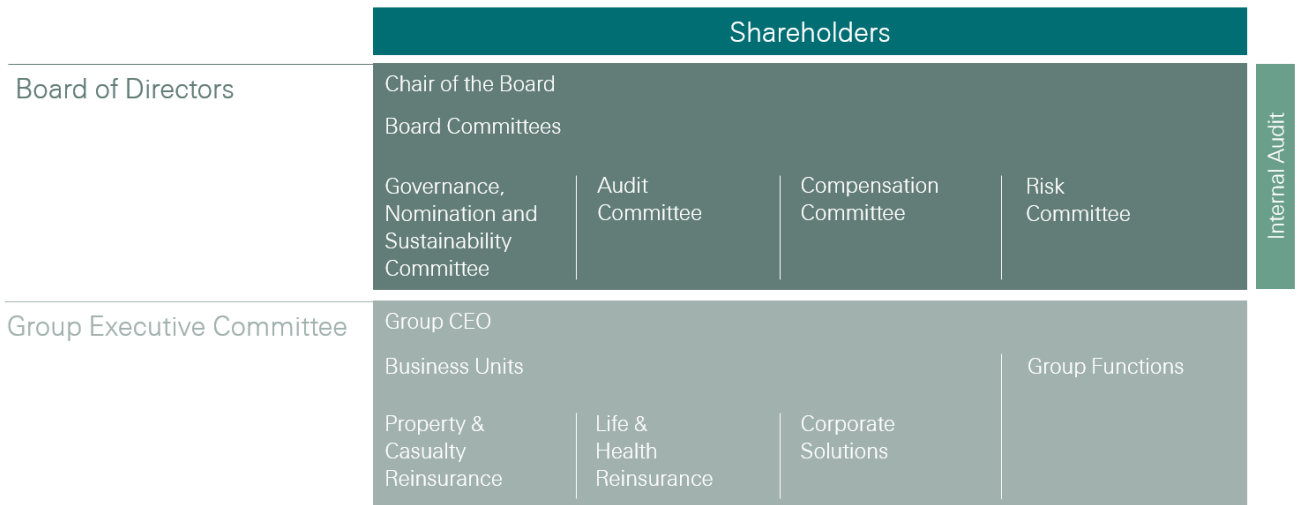 Shareholders
Board of Directors
Chair of the Board
Board Committees
Governance,
Nomination and
Sustainability
Committee
Audit
Committee
Compensation
Committee
Risk
Committee
Internal Audit
Group Executive Committee
Group CEO
Business Units
Group Functions
Property &
Casualty
Reinsurance
Life &
Health
Reinsurance
Corporate
Solutions